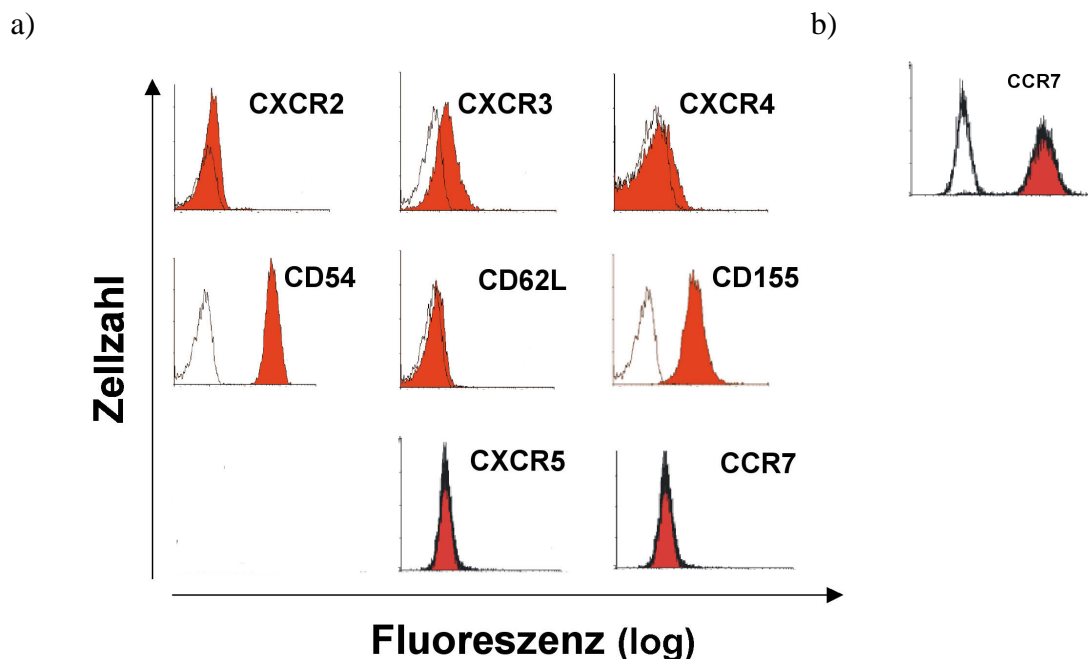 a)
b)
CXCR2
CXCR3
CXCR4
CCR7
CD54
CD62L
CD155
CXCR5
CCR7
Zellzahl
Fluoreszenz (log)